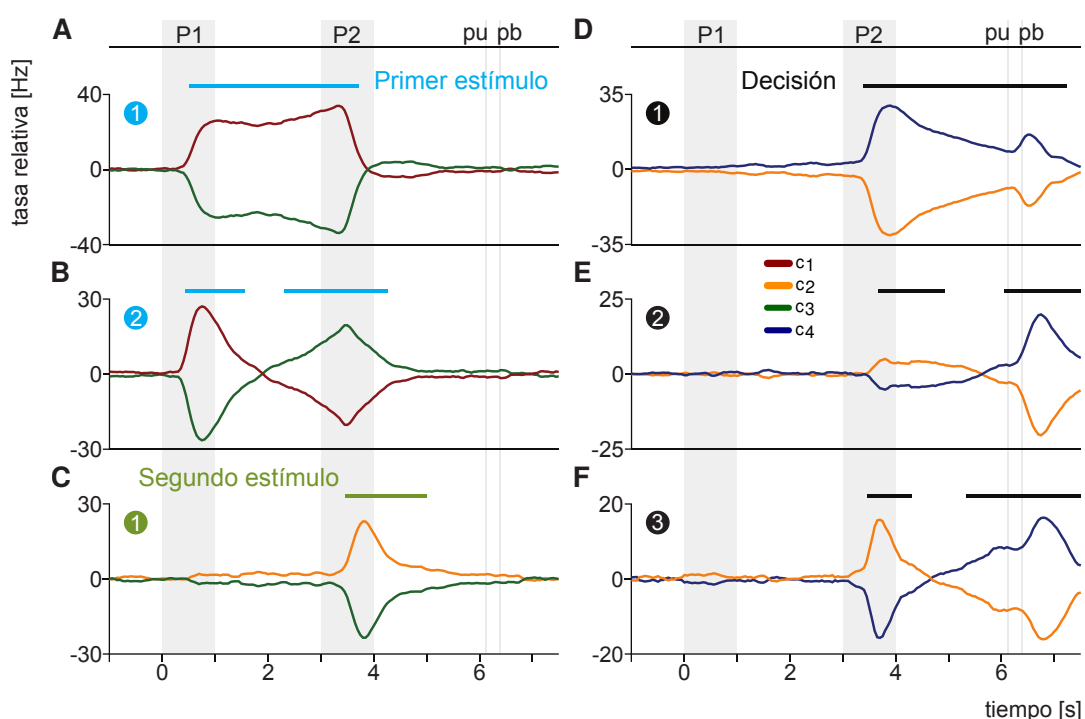 A P1 P2 pu pb
tasa relativa [Hz]
Primer estímulo
1
40
0
-40
B
2
30
0
-30
C
Segundo estímulo
1
30
0
-30
0 2 4 6
D P1 P2 pu pb
Decisión
1
35
0
-35
E
c1
c2
c3
c4
2
25
0
-25
F
3
20
0
-20
0 2 4 6
tiempo [s]